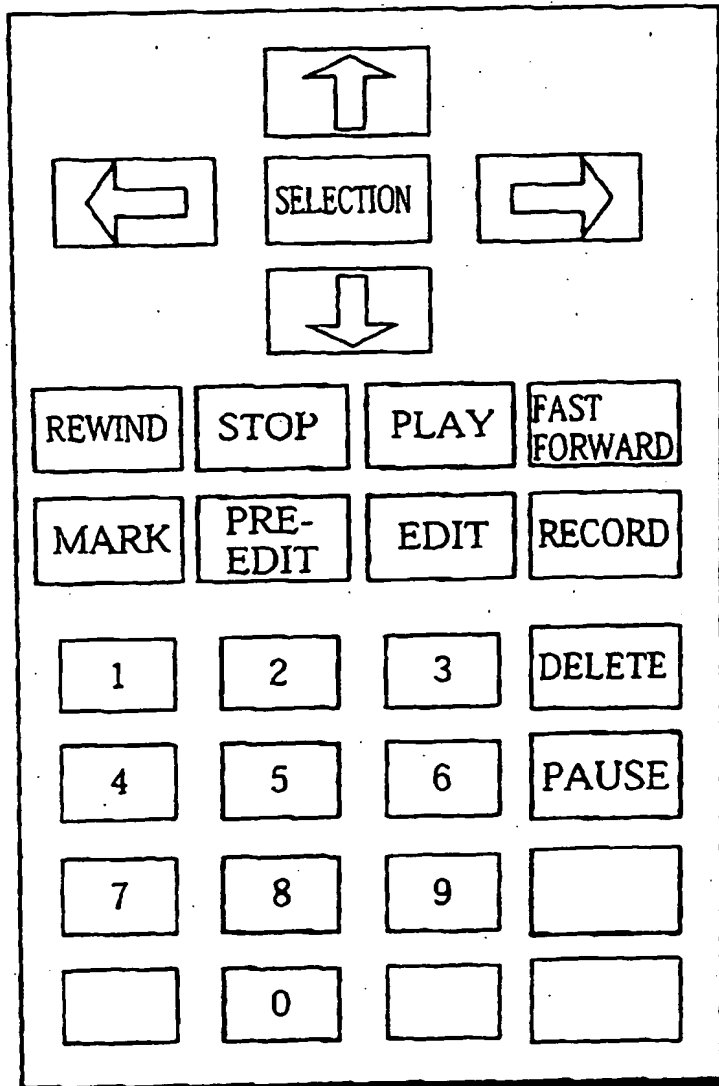 SELECTION
REWIND STOP PLAY FAST FORWARD
MARK PRE-EDIT EDIT RECORD
1 2 3 DELETE
4 5 6 PAUSE
7 8 9
0